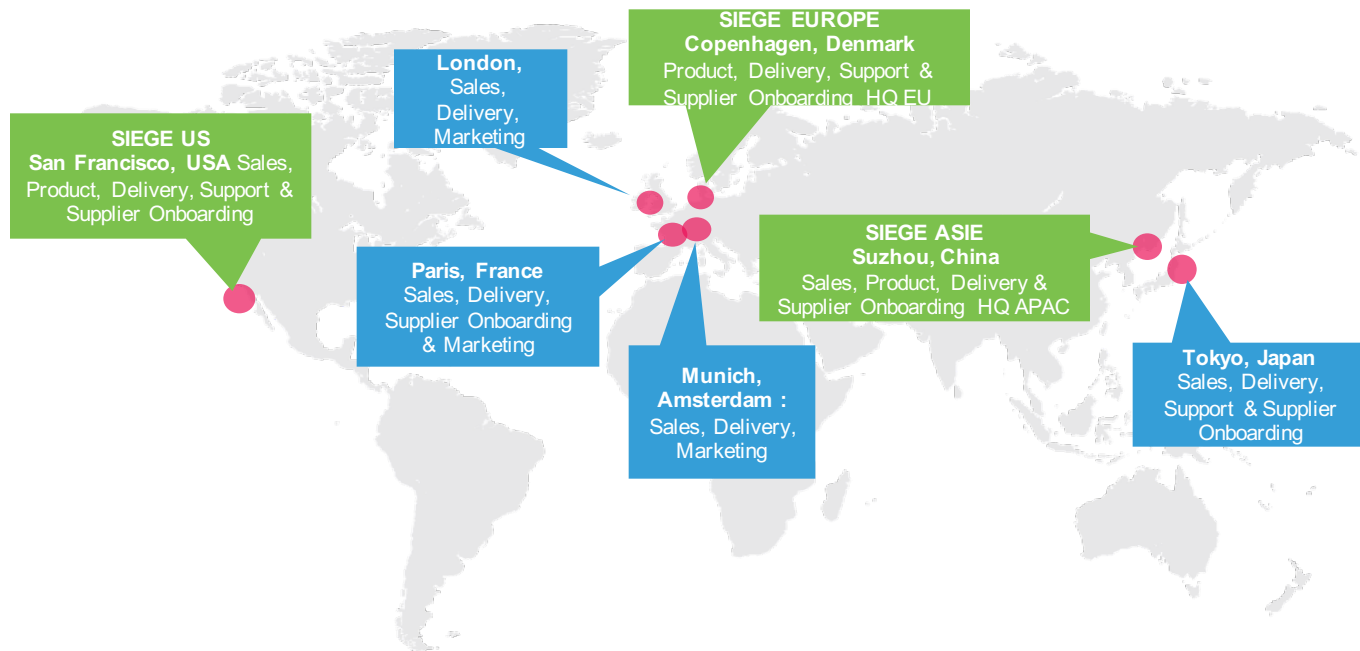 SIEGE EUROPE
Copenhagen, Denmark
Product, Delivery, Support &
Supplier Onboarding HQ EU
London,
Sales,
Delivery,
Marketing
SIEGE US
San Francisco, USA Sales,
Product, Delivery, Support &
Supplier Onboarding
SIEGE ASIE
Suzhou, China
Sales, Product, Delivery &
Supplier Onboarding HQ APAC
Paris, France
Sales, Delivery,
Supplier Onboarding
& Marketing
Munich,
Amsterdam :
Sales, Delivery,
Marketing
Tokyo, Japan
Sales, Delivery,
Support & Supplier
Onboarding